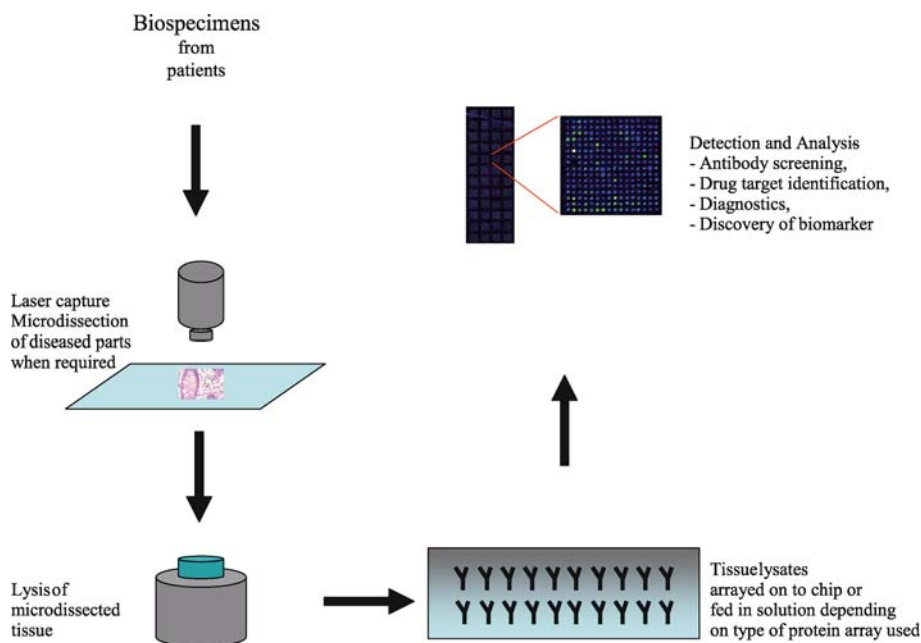 Biospecimens
from
patients
Laser capture
Microdissection
of diseased parts
when required
Lysis of
microdissected
tissue
Tissuelysates
arrayed on to chip or
fed in solution depending
on type of protein array used
Detection and Analysis
- Antibody screening,
- Drug target identification,
- Diagnostics,
- Discovery of biomarker